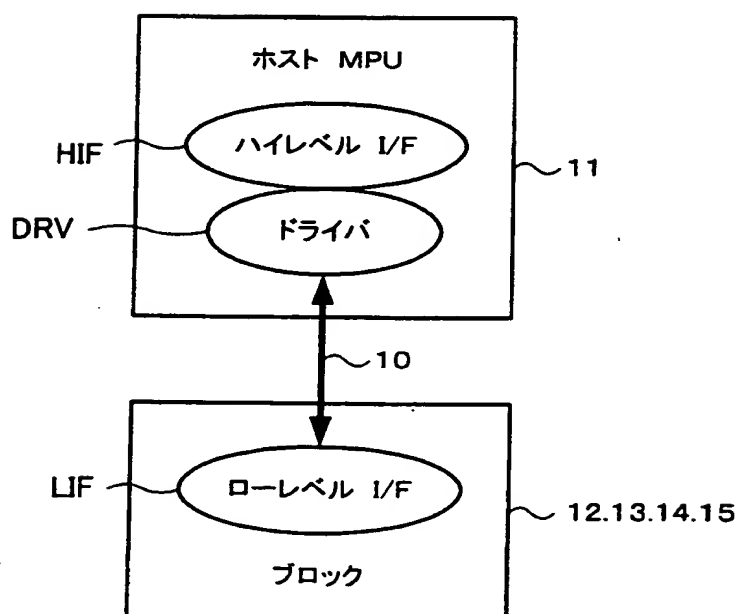 ホスト MPU
HIF
ハイレベル I/F
11
DRV
ドライバ
10
LIF
ローレベル I/F
12.13.14.15
ブロック